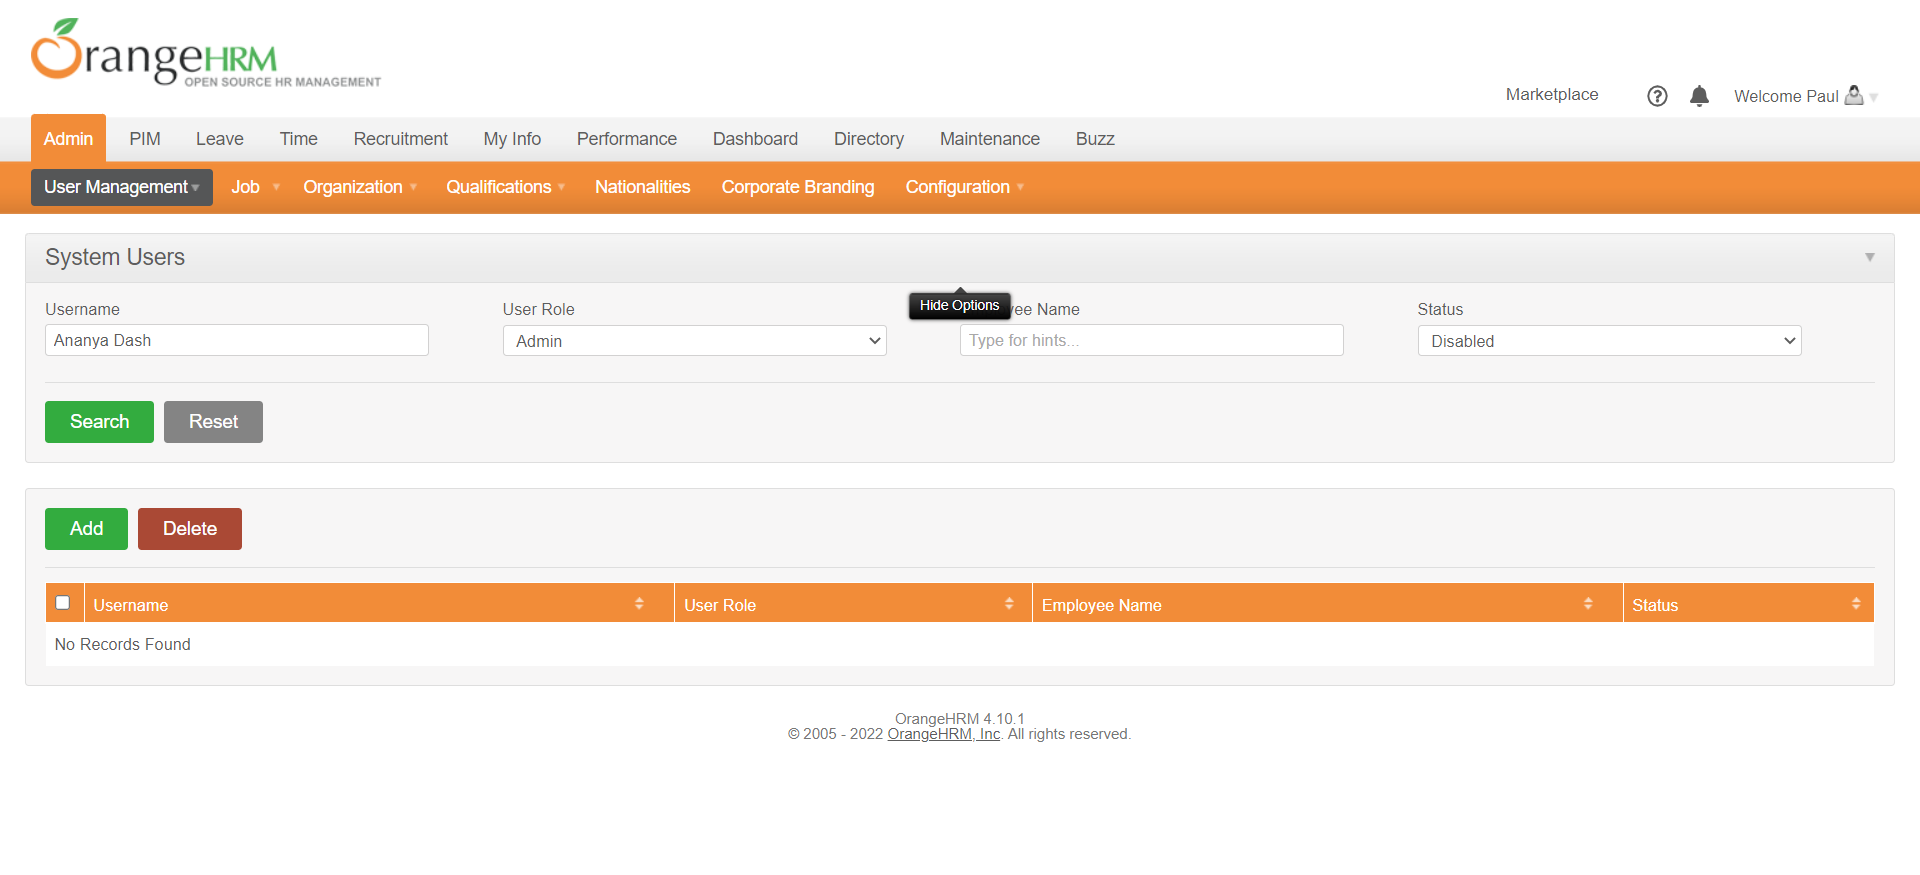 OrangeHRM
OPEN SOURCE HR MANAGEMENT
Marketplace
Welcome Paul
Admin PIM Leave Time Recruitment My Info Performance Dashboard Directory Maintenance Buzz
User Management Job Organization Qualifications Nationalities Corporate Branding Configuration
System Users
Hide Options
Username User Role yee Name Status
Ananya Dash Admin Type for hints... Disabled
Search Reset
Add Delete
Username User Role Employee Name Status
No Records Found
OrangeHRM 4.10.1
© 2005 - 2022 OrangeHRM, Inc. All rights reserved.